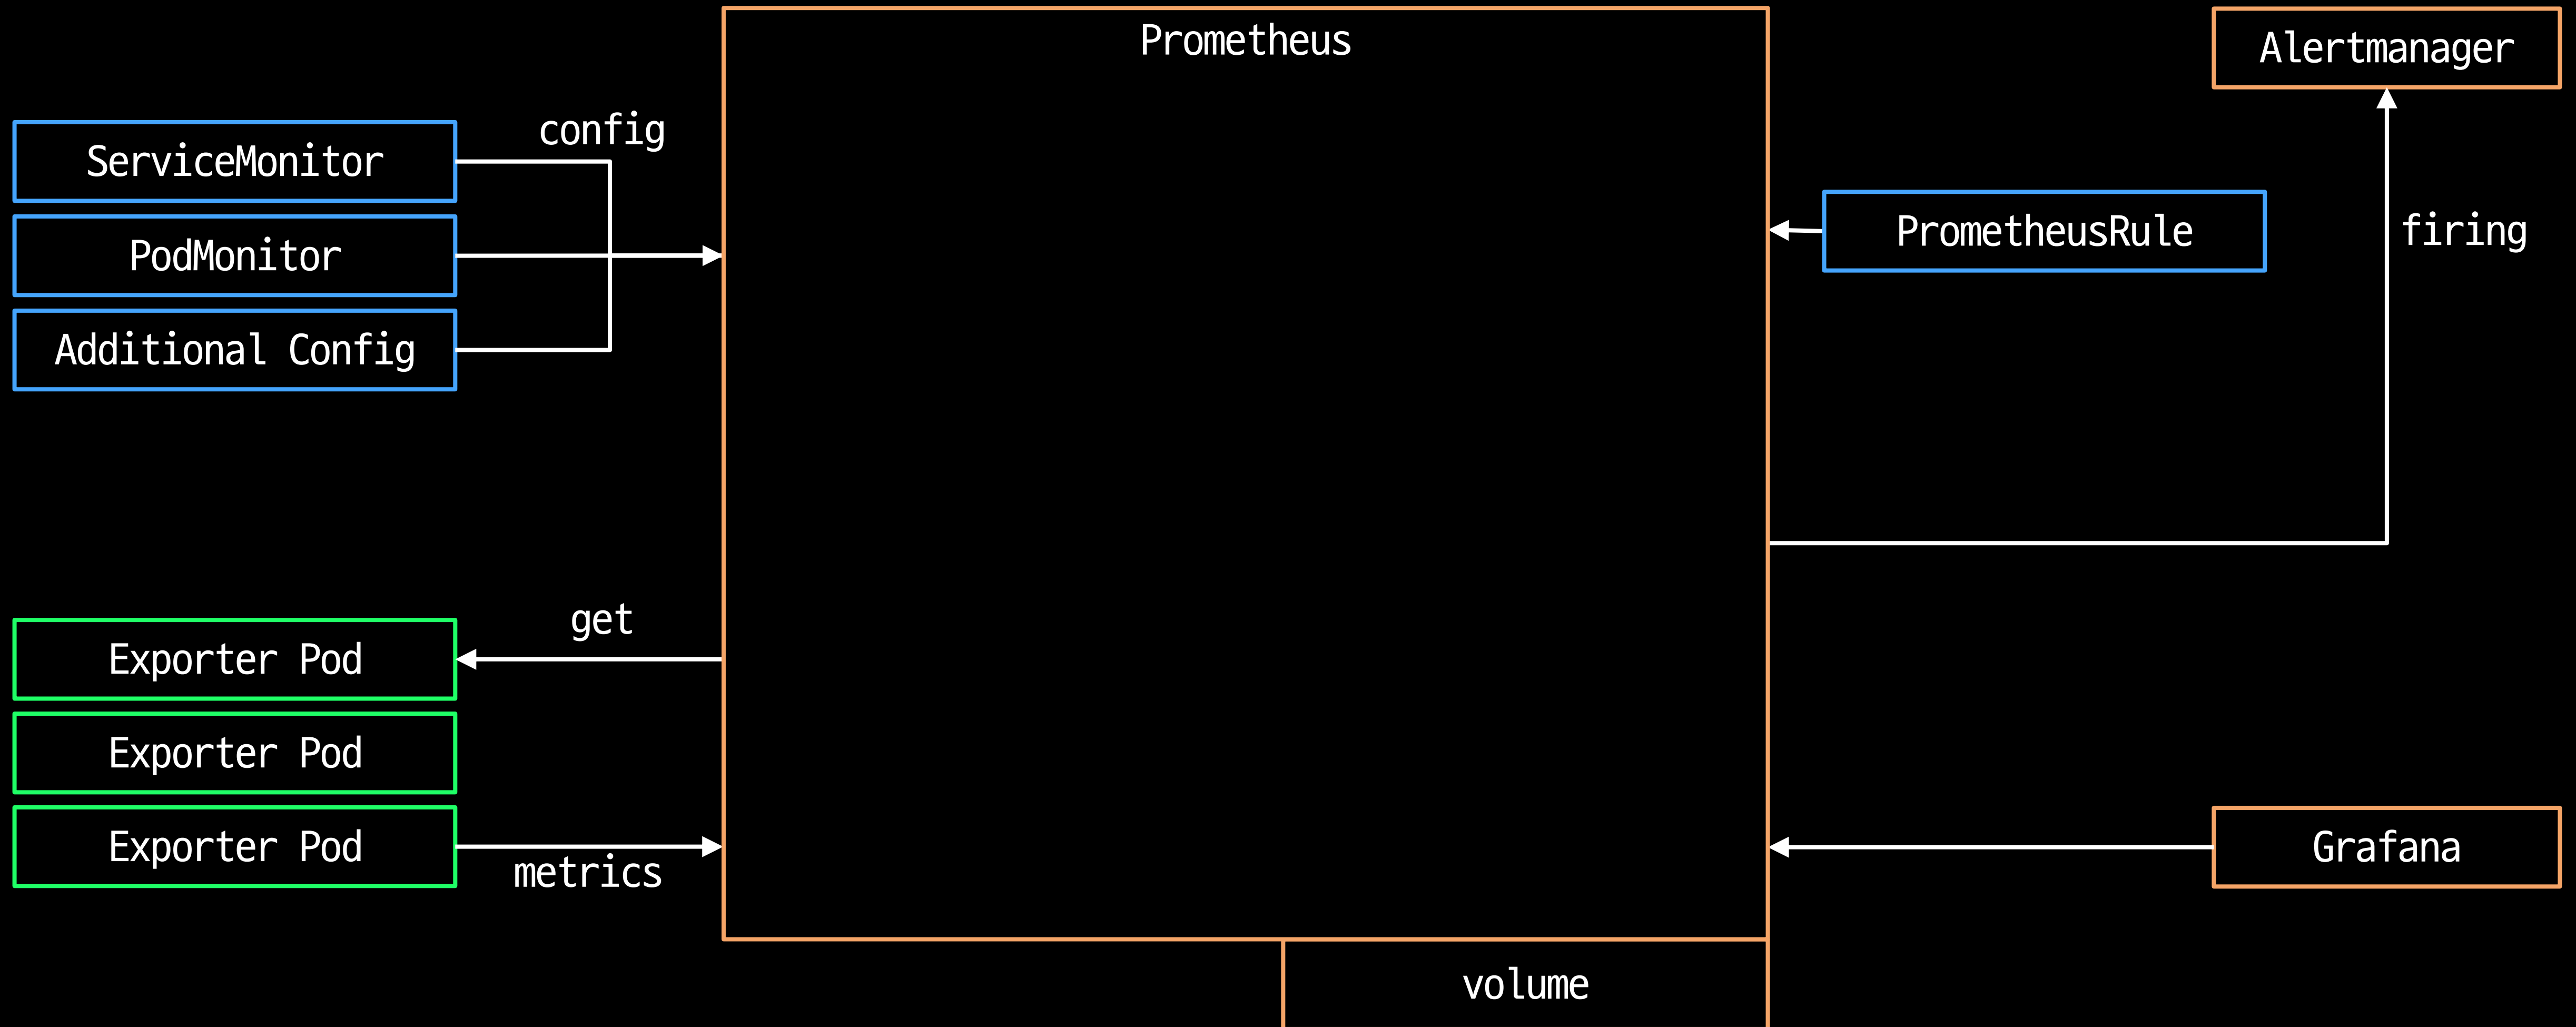 Prometheus
Alertmanager
config
ServiceMonitor
PodMonitor
Additional Config
PrometheusRule
firing
get
Exporter Pod
Exporter Pod
Exporter Pod
metrics
Grafana
volume